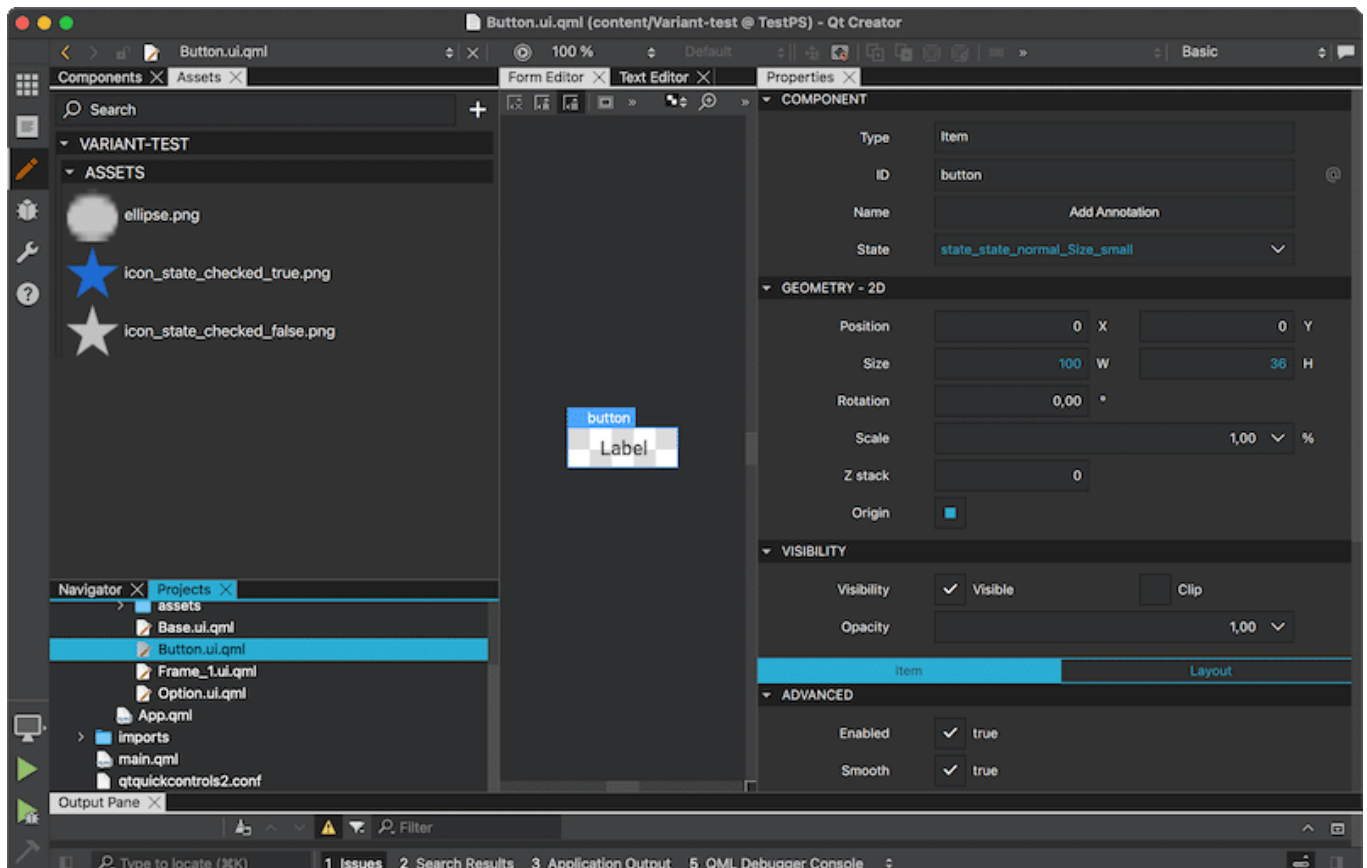 Button.ui.qml (content/Variant-test @ TestPS) - Qt Creator
Button.ui.qml
100 %
Default
Basic
Components
Assets
Search
VARIANT-TEST
ASSETS
ellipse.png
icon_state_checked_true.png
icon_state_checked_false.png
Form Editor
Text Editor
button
Label
Properties
COMPONENT
Type Item
ID button @
Name Add Annotation
State state_state_normal_Size_small
GEOMETRY - 2D
Position 0 X 0 Y
Size 100 W 36 H
Rotation 0,00 °
Scale 1,00 %
Z stack 0
Origin
VISIBILITY
Visibility Visible Clip
Opacity 1,00
Item Layout
ADVANCED
Enabled true
Smooth true
Navigator
Projects
assets
Base.ui.qml
Button.ui.qml
Frame_1.ui.qml
Option.ui.qml
App.qml
imports
main.qml
qtquickcontrols2.conf
Output Pane
Filter
Type to locate (⌘K)
1 Issues 2 Search Results 3 Application Output 5 QML Debugger Console